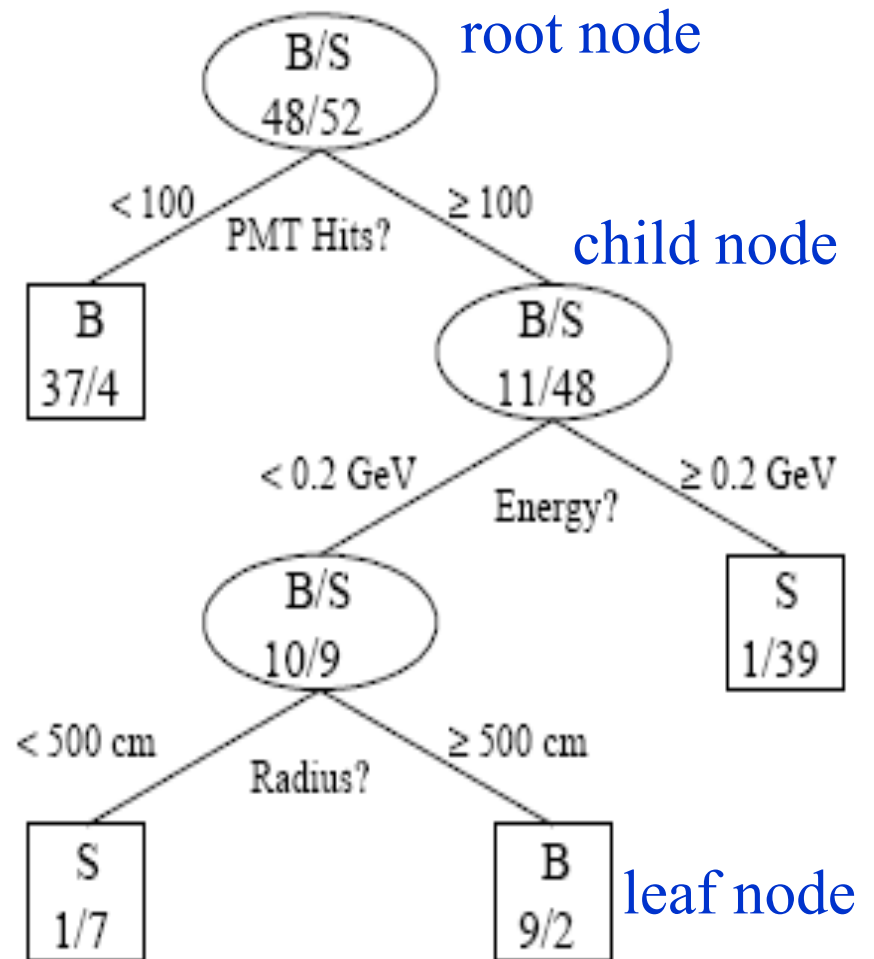 B/S
48/52
root node
< 100
PMT Hits?
≥ 100
child node
B
37/4
B/S
11/48
< 0.2 GeV
Energy?
≥ 0.2 GeV
B/S
10/9
S
1/39
< 500 cm
Radius?
≥ 500 cm
S
1/7
B
9/2
leaf node